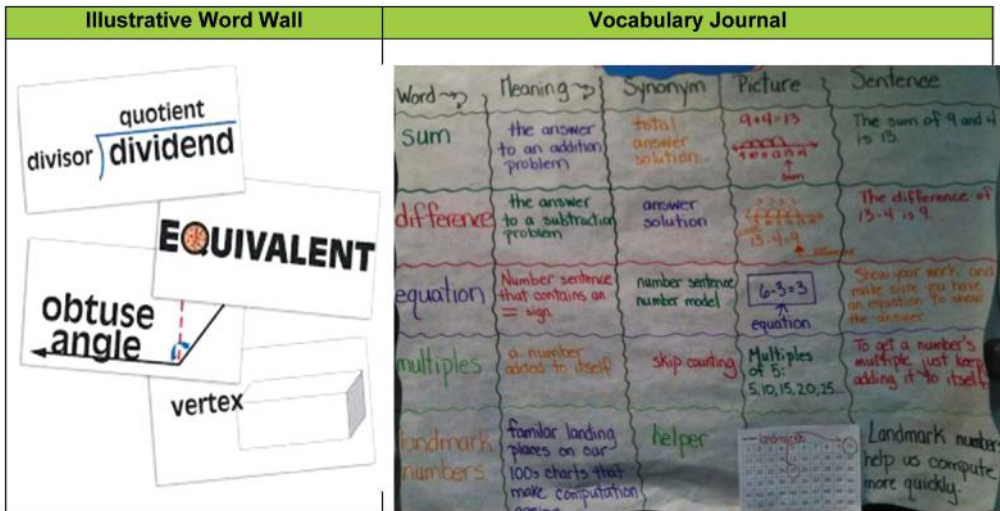 Illustrative Word Wall
Vocabulary Journal
quotient
divisor dividend
EQUIVALENT
obtuse
angle
vertex
Word Meaning Synonym Picture Sentence
sum
the answer
to an addition
problem
total
answer
solution
9+4=13
sum
The sum of 9 and 4
is 13.
difference
the answer
to a subtraction
problem
answer
solution
13-4=9
The difference of
13-4 is 9.
equation
Number sentence
that contains an
= sign
number sentence
number model
6-3=3
equation
Show your work and
make sure you have
an equation to show
the answer
multiples
a number
added to itself
skip counting
Multiples
of 5:
5,10,15,20,25...
To get a number's
multiple, just keep
adding it to itself
landmark
numbers
familar landing
places on our
100s charts that
make computation
helper
landmarks
Landmark number
help us compute
more quickly.